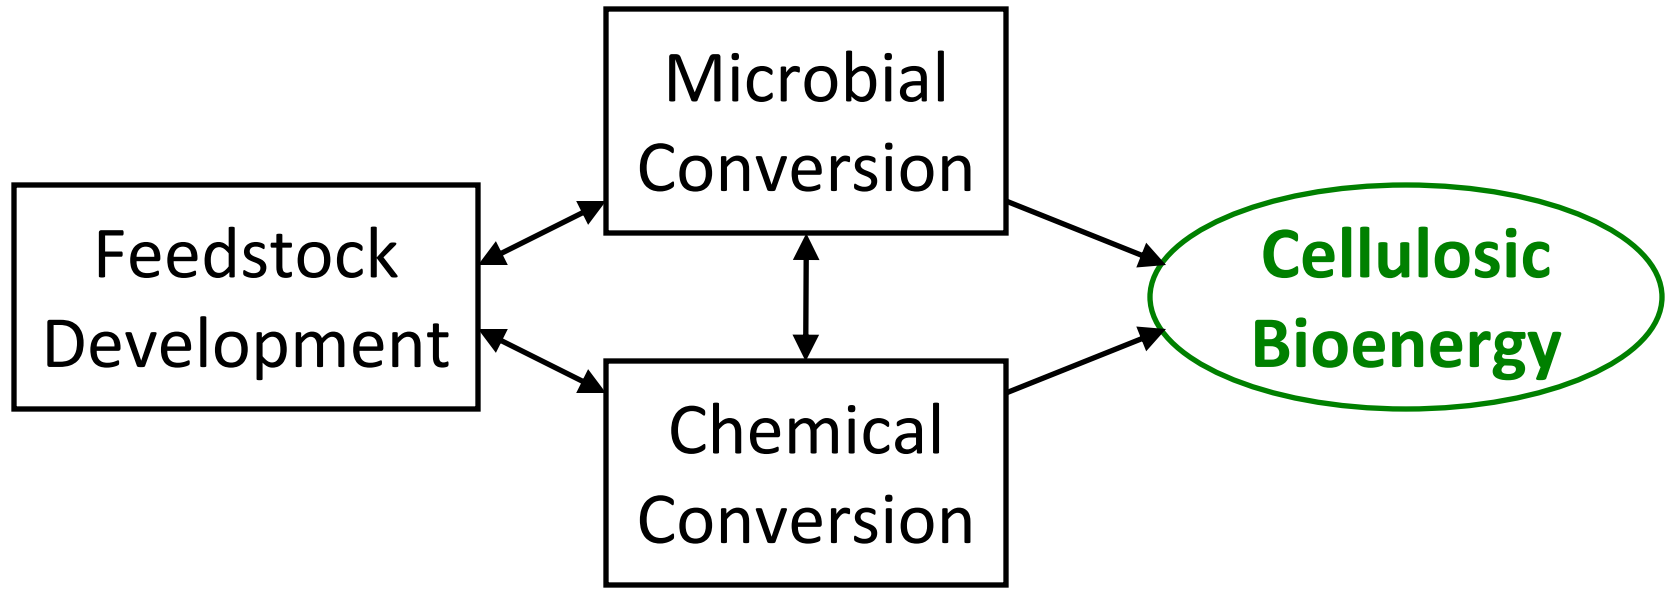 Microbial
Conversion
Feedstock
Development
Cellulosic
Bioenergy
Chemical
Conversion